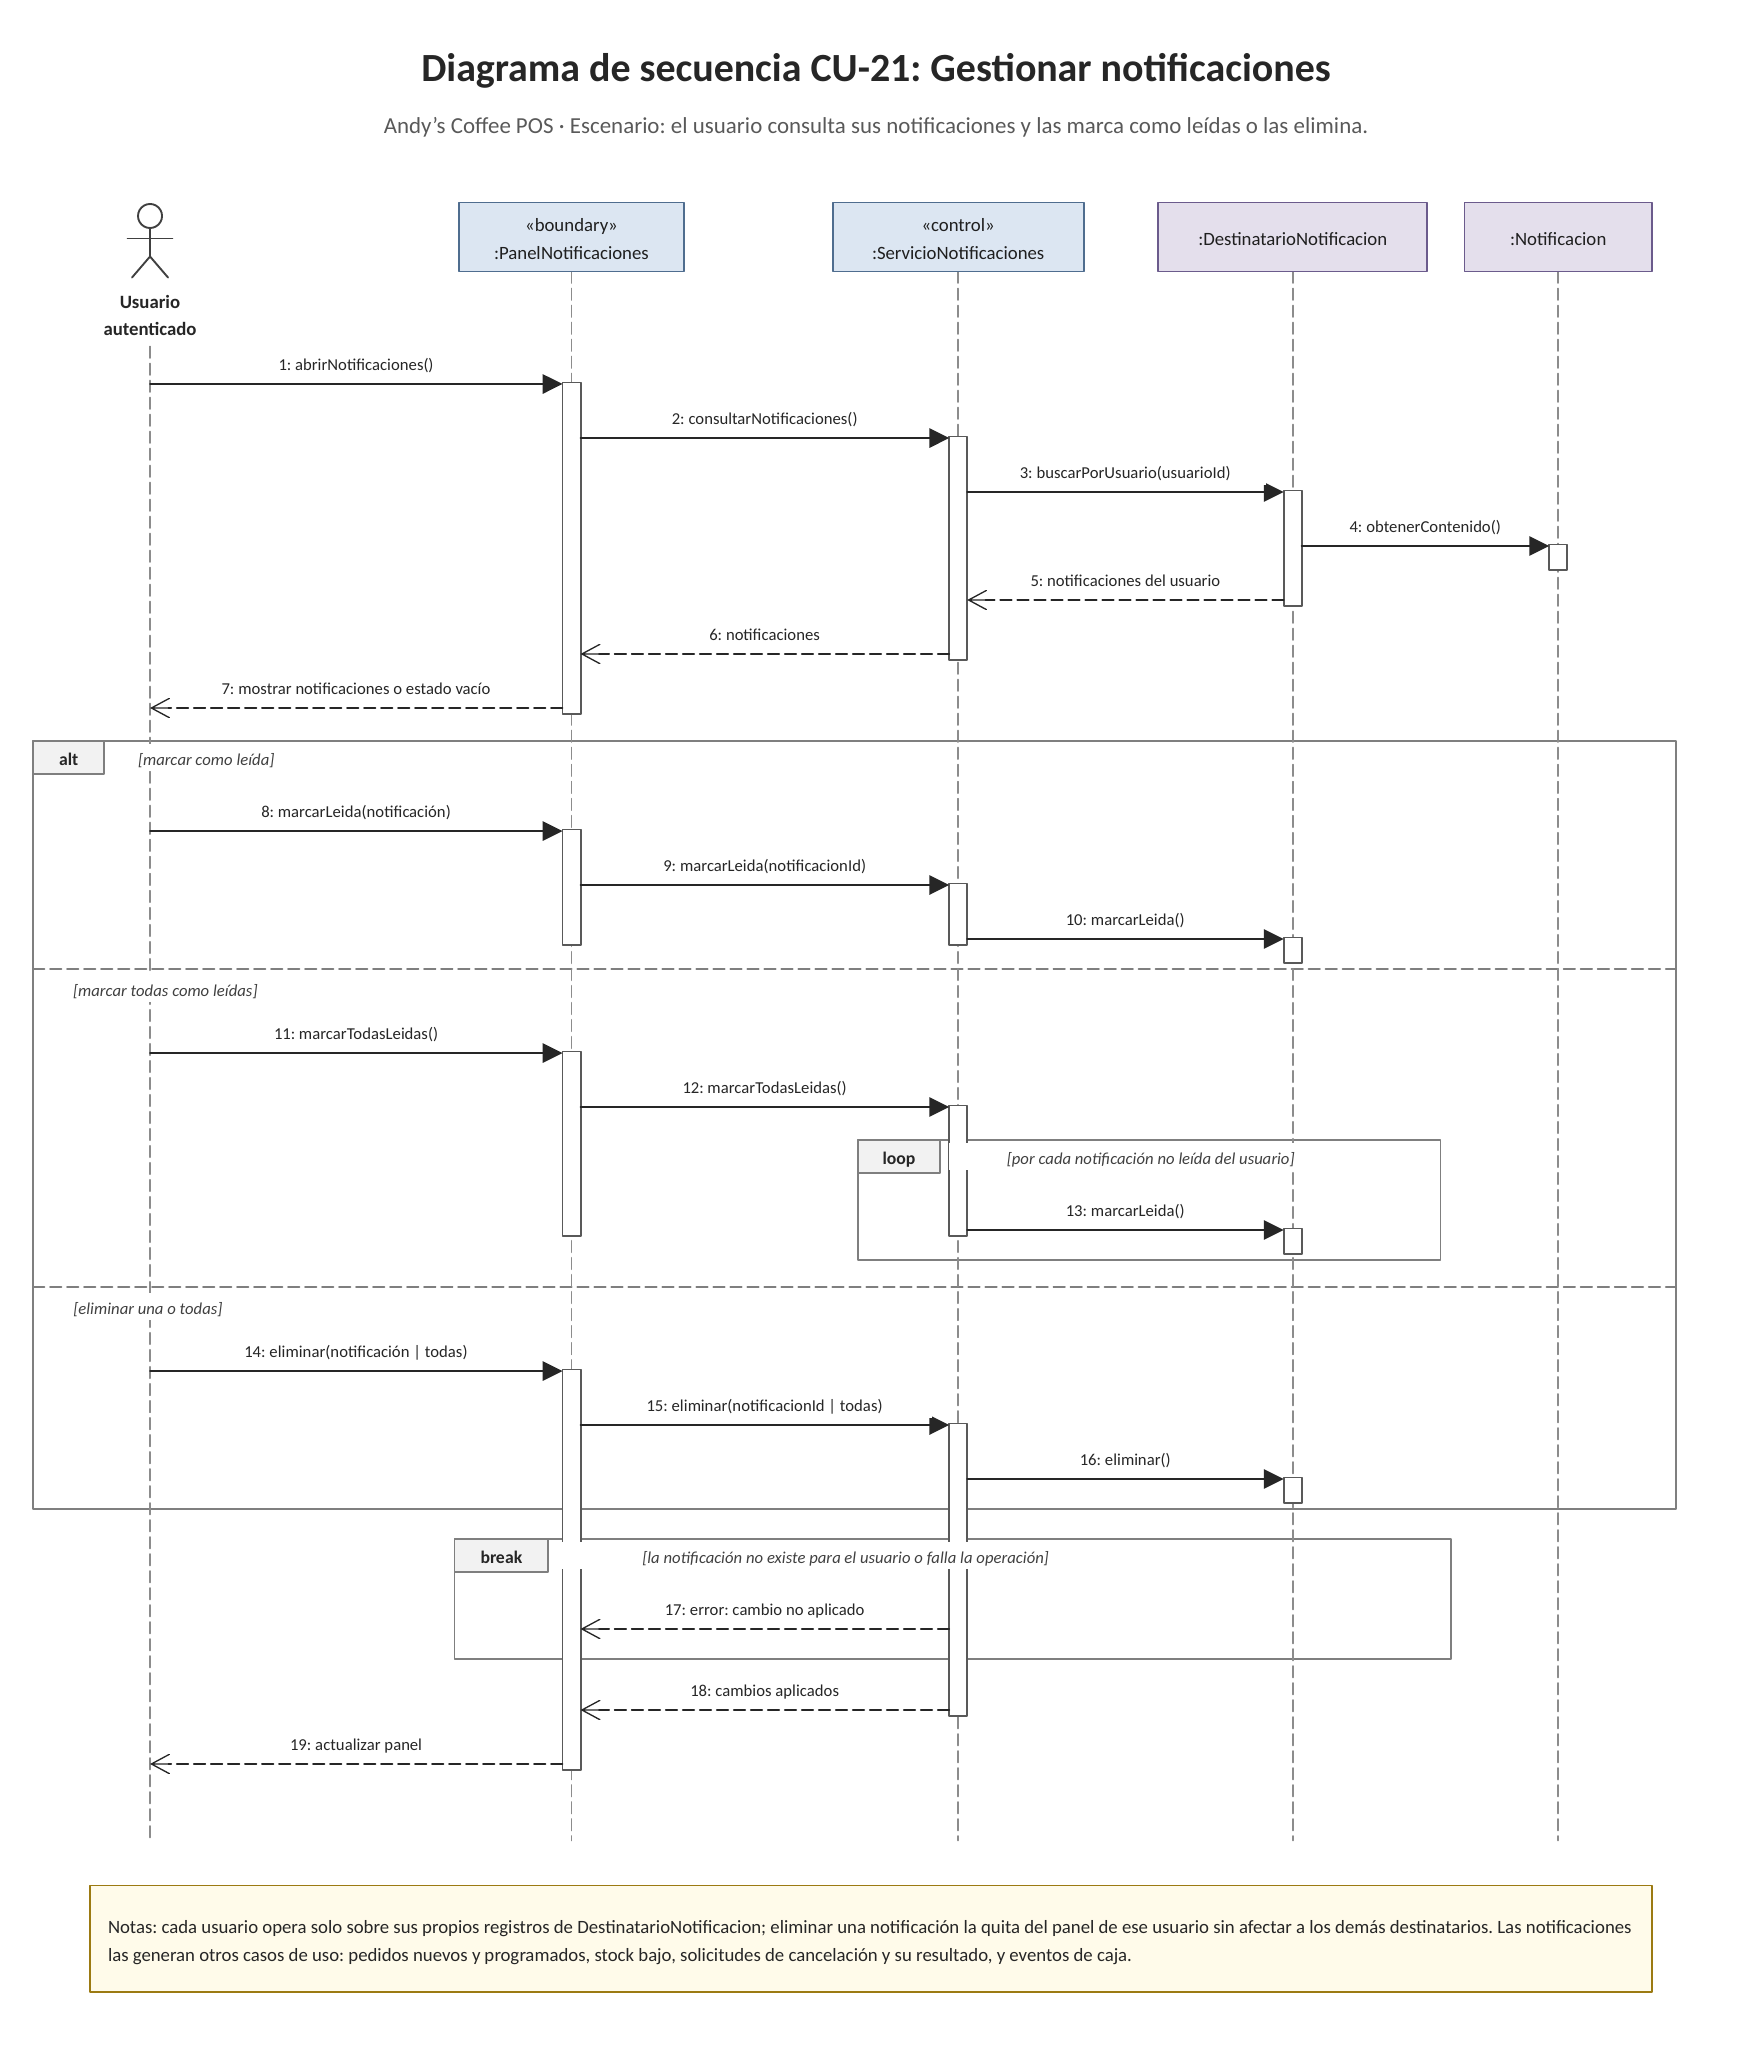 Diagrama de secuencia CU-21: Gestionar notificaciones
Andy’s Coffee POS · Escenario: el usuario consulta sus notificaciones y las marca como leídas o las elimina.
«boundary»
:PanelNotificaciones
«control»
:ServicioNotificaciones
:DestinatarioNotificacion
:Notificacion
Usuario
autenticado
1: abrirNotificaciones()
2: consultarNotificaciones()
3: buscarPorUsuario(usuarioId)
4: obtenerContenido()
5: notificaciones del usuario
6: notificaciones
7: mostrar notificaciones o estado vacío
alt [marcar como leída]
8: marcarLeida(notificación)
9: marcarLeida(notificacionId)
10: marcarLeida()
[marcar todas como leídas]
11: marcarTodasLeidas()
12: marcarTodasLeidas()
loop [por cada notificación no leída del usuario]
13: marcarLeida()
[eliminar una o todas]
14: eliminar(notificación | todas)
15: eliminar(notificacionId | todas)
16: eliminar()
break [la notificación no existe para el usuario o falla la operación]
17: error: cambio no aplicado
18: cambios aplicados
19: actualizar panel
Notas: cada usuario opera solo sobre sus propios registros de DestinatarioNotificacion; eliminar una notificación la quita del panel de ese usuario sin afectar a los demás destinatarios. Las notificaciones
las generan otros casos de uso: pedidos nuevos y programados, stock bajo, solicitudes de cancelación y su resultado, y eventos de caja.